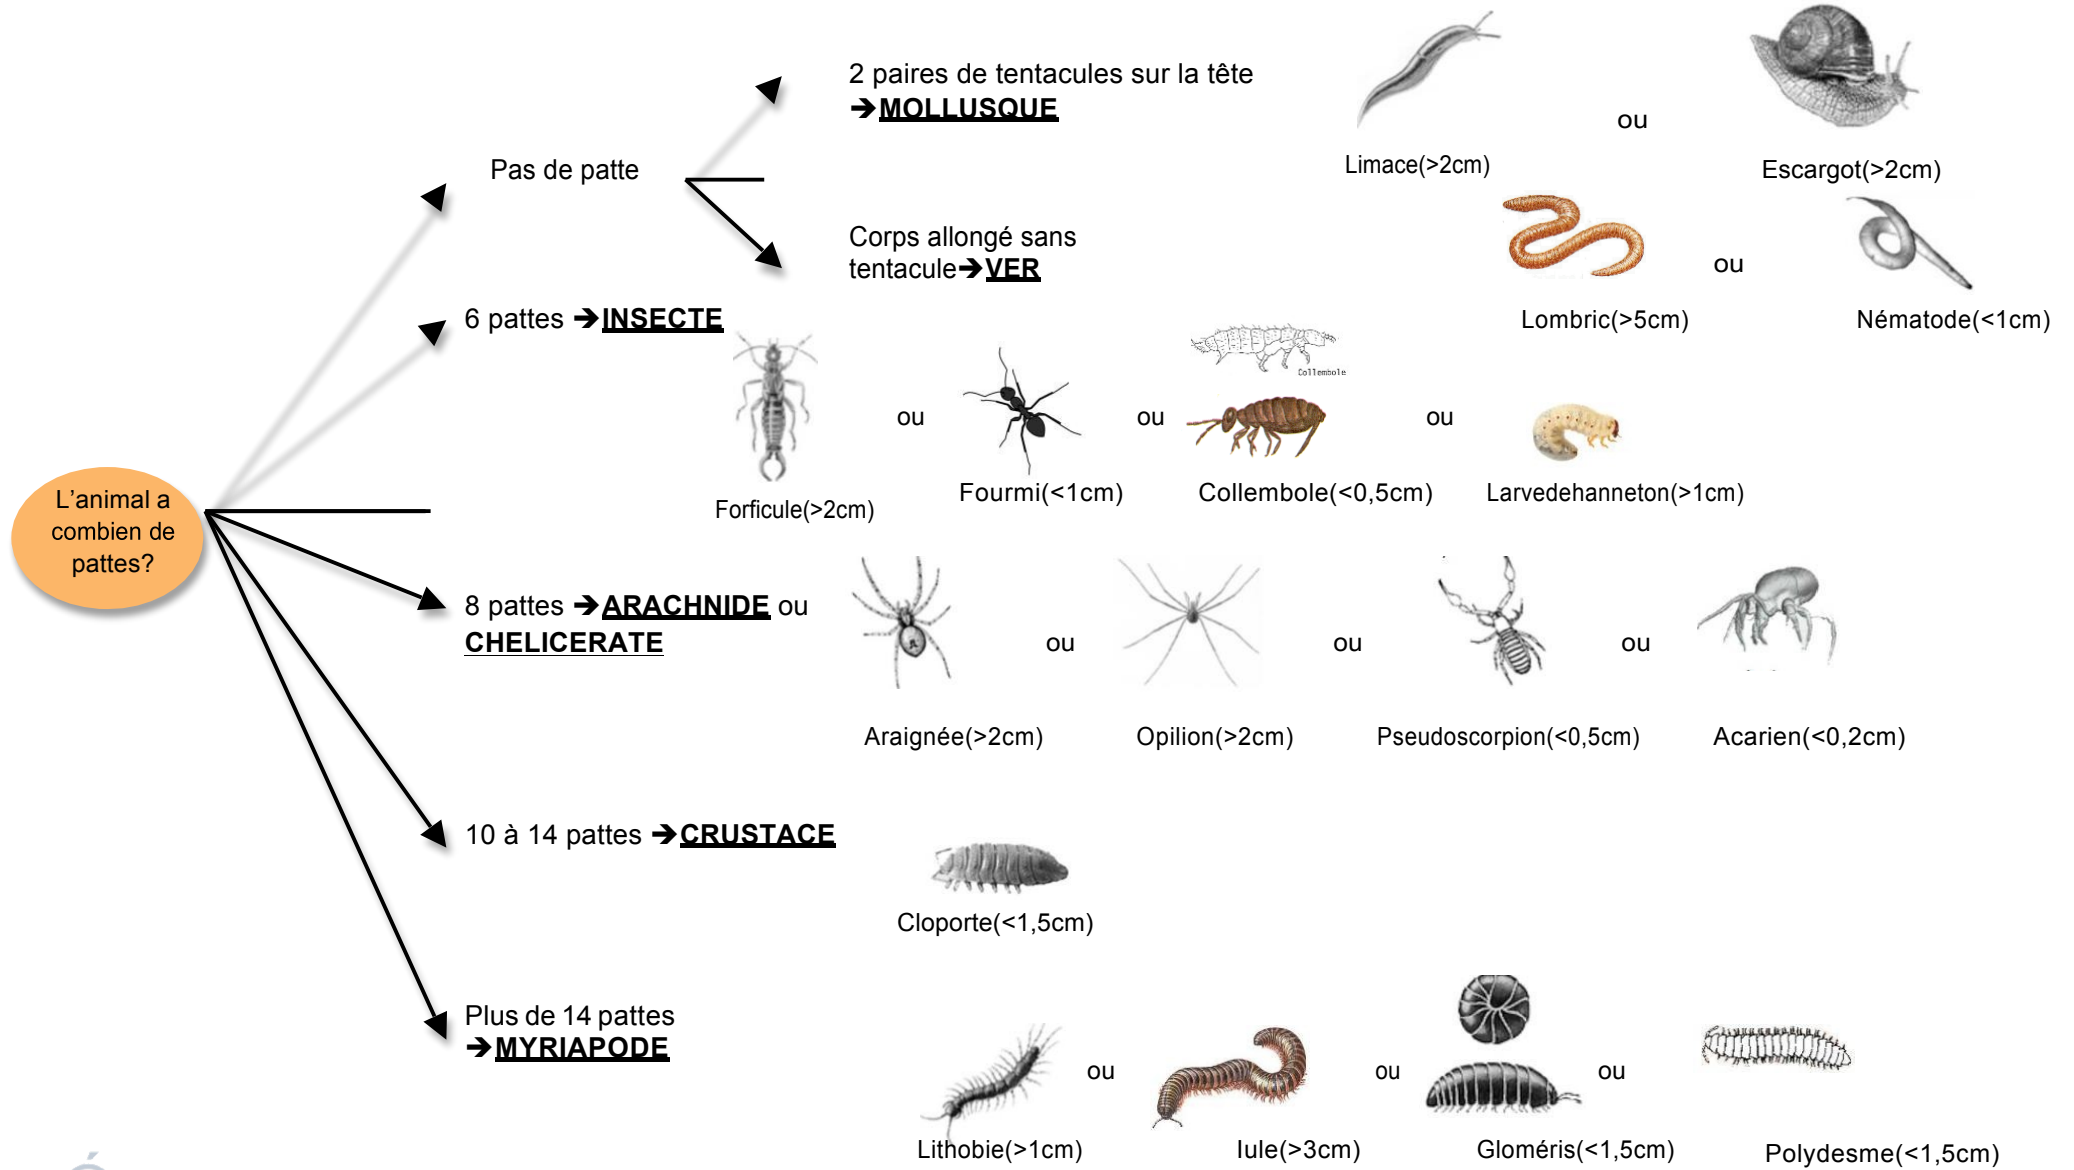 2 paires de tentacules sur la tête
➔MOLLUSQUE
ou
Pas de patte
Limace(>2cm)
Escargot(>2cm)
Corps allongé sans
tentacule➔VER
ou
6 pattes ➔INSECTE
Lombric(>5cm)
Nématode(<1cm)
Collembole
ou
ou
ou
Forficule(>2cm)
Fourmi(<1cm)
Collembole(<0,5cm)
Larvedehanneton(>1cm)
L’animal a
combien de
pattes?
8 pattes ➔ARACHNIDE ou
CHELICERATE
ou
ou
ou
Araignée(>2cm)
Opilion(>2cm)
Pseudoscorpion(<0,5cm)
Acarien(<0,2cm)
10 à 14 pattes ➔CRUSTACE
Cloporte(<1,5cm)
Plus de 14 pattes
➔MYRIAPODE
ou
ou
ou
Lithobie(>1cm)
Iule(>3cm)
Gloméris(<1,5cm)
Polydesme(<1,5cm)